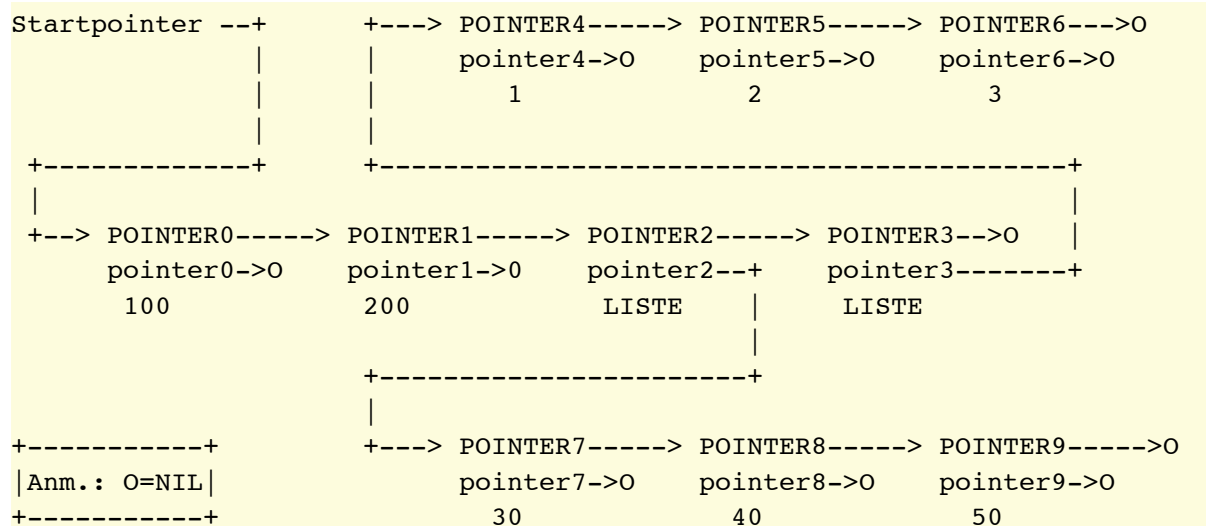 Startpointer --+       +---> POINTER4-----> POINTER5-----> POINTER6--->O
               |       |     pointer4->O    pointer5->O    pointer6->O
               |       |        1              2              3
               |       |
 +-------------+       +-------------------------------------------+
 |                                                                 |
 +--> POINTER0-----> POINTER1-----> POINTER2-----> POINTER3-->O    |
      pointer0->O    pointer1->0    pointer2--+    pointer3-------+
       100            200            LISTE    |     LISTE
                                              |
                       +-----------------------+
                       |
+-----------+          +---> POINTER7-----> POINTER8-----> POINTER9----->O
|Anm.: O=NIL|                pointer7->O    pointer8->O    pointer9->O
+-----------+                  30             40             50